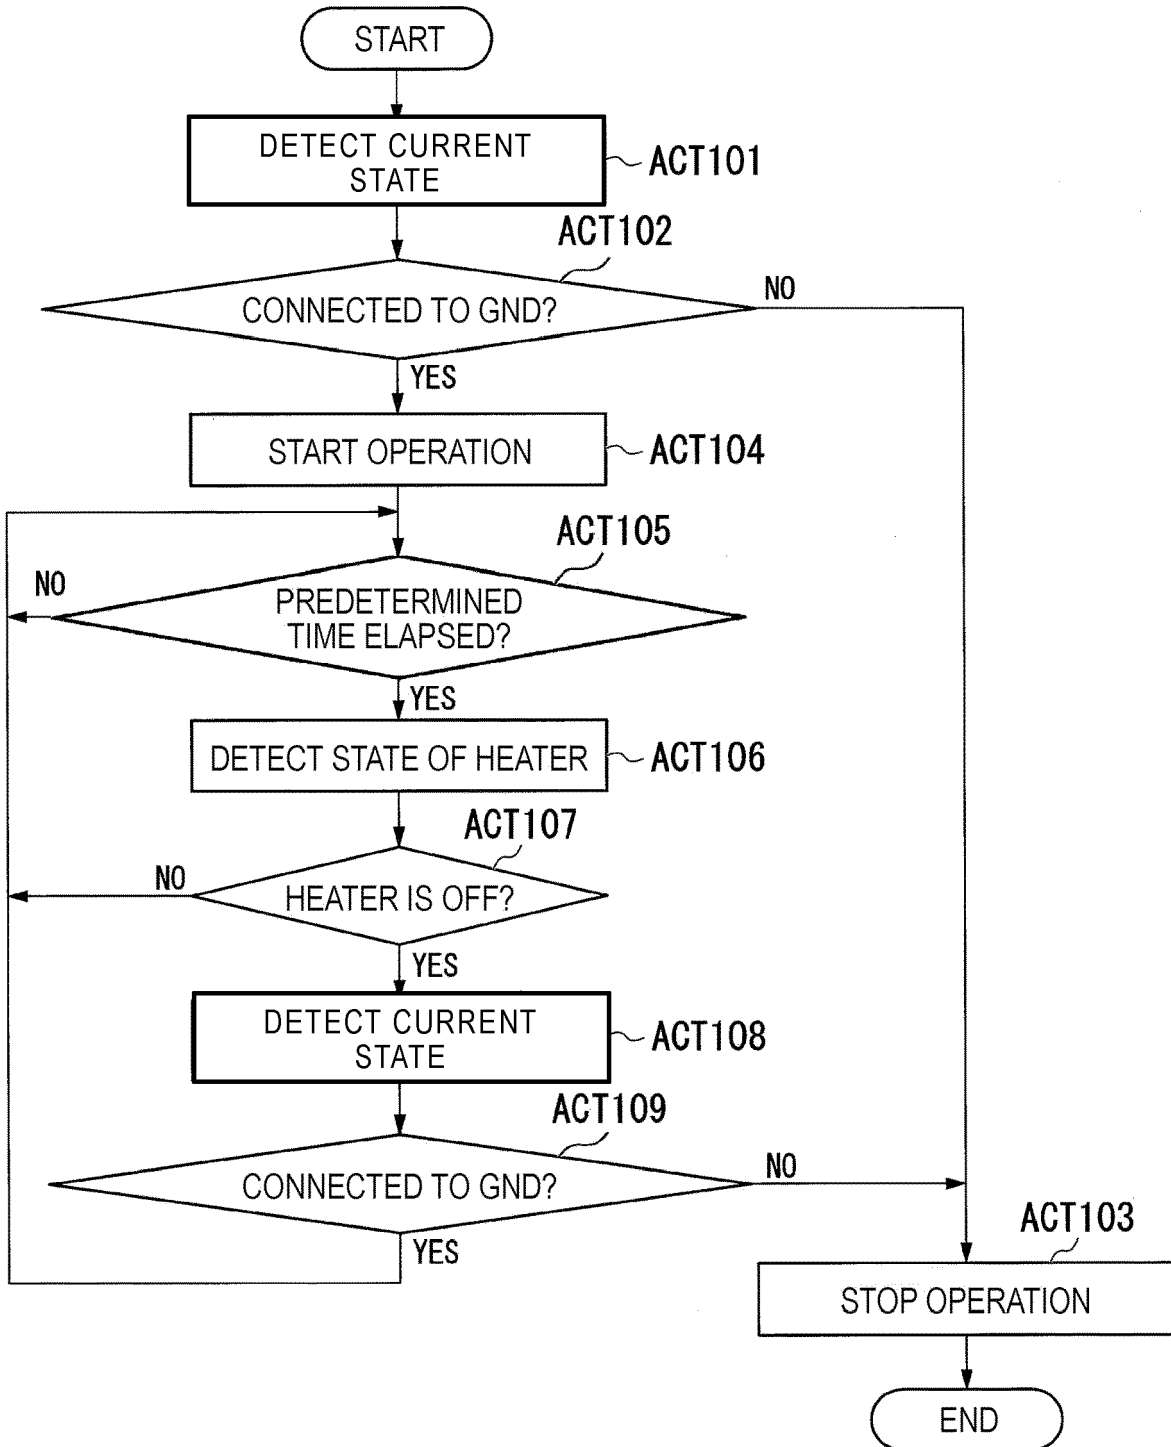 START
DETECT CURRENT
STATE
ACT101
ACT102
CONNECTED TO GND?
NO
YES
START OPERATION
ACT104
ACT105
NO
PREDETERMINED
TIME ELAPSED?
YES
DETECT STATE OF HEATER
ACT106
ACT107
NO
HEATER IS OFF?
YES
DETECT CURRENT
STATE
ACT108
ACT109
CONNECTED TO GND?
NO
YES
ACT103
STOP OPERATION
END